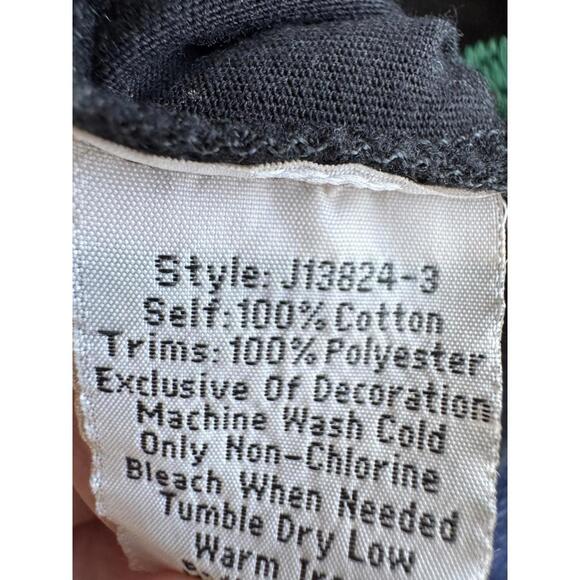 Style: J13824-3
Self:100% Cotton
Trims: 100% Polyester
Exclusive Of Decoration
Machine Wash Cold
Only Non-Chlorine
Bleach When Needed
Tumble Dry Low
Warm